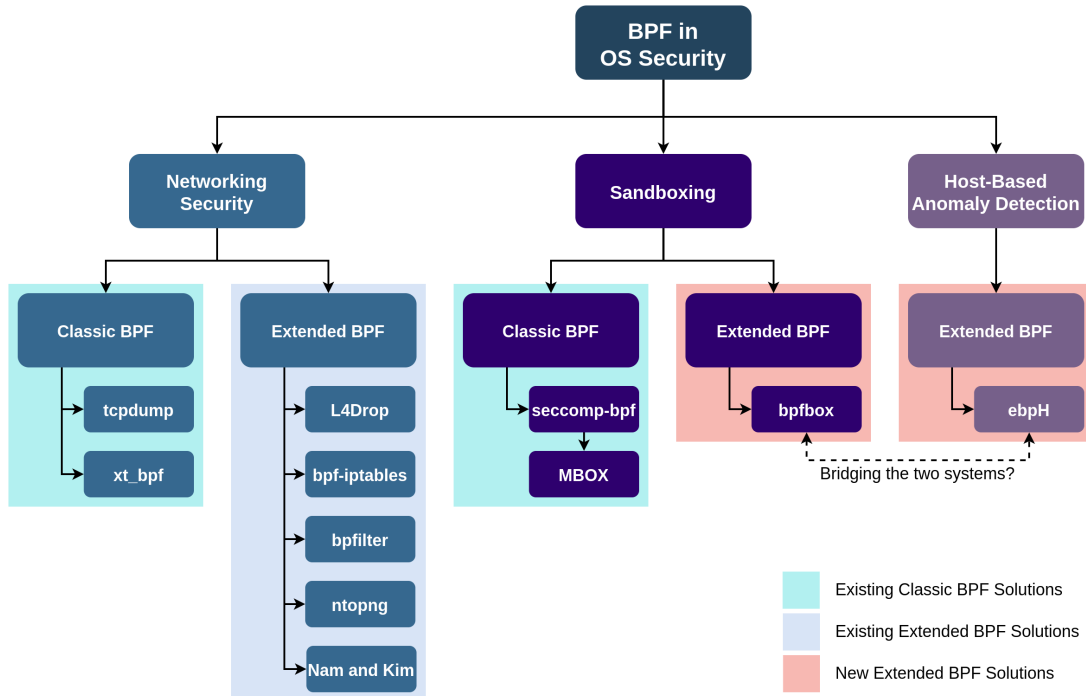 BPF in
OS Security
Networking
Security
Sandboxing
Host-Based
Anomaly Detection
Classic BPF
Extended BPF
Classic BPF
Extended BPF
Extended BPF
tcpdump
L4Drop
seccomp-bpf
bpfbox
ebpH
xt_bpf
bpf-iptables
MBOX
Bridging the two systems?
bpfilter
ntopng
Nam and Kim
Existing Classic BPF Solutions
Existing Extended BPF Solutions
New Extended BPF Solutions